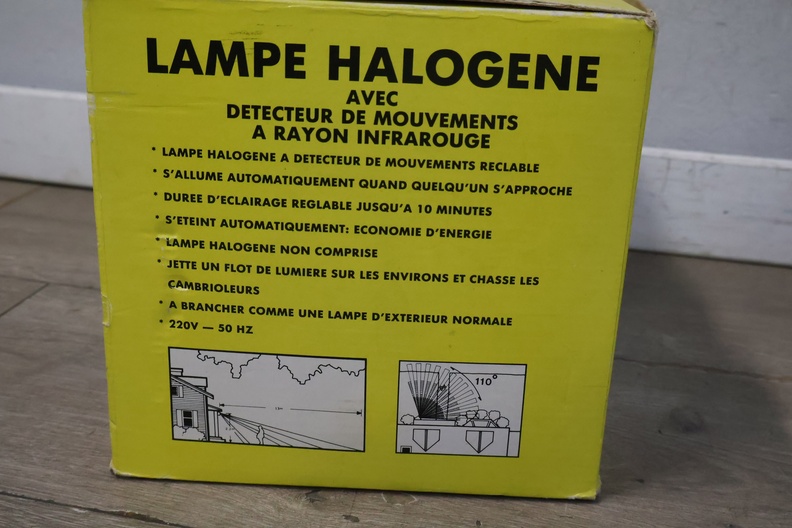 LAMPE HALOGENE
AVEC
DETECTEUR DE MOUVEMENTS
A RAYON INFRAROUGE
• LAMPE HALOGENE A DETECTEUR DE MOUVEMENTS RECLABLE
• S'ALLUME AUTOMATIQUEMENT QUAND QUELQU'UN S'APPROCHE
• DUREE D'ECLAIRAGE REGLABLE JUSQU'A 10 MINUTES
• S'ETEINT AUTOMATIQUEMENT: ECONOMIE D'ENERGIE
• LAMPE HALOGENE NON COMPRISE
• JETTE UN FLOT DE LUMIERE SUR LES ENVIRONS ET CHASSE LES
CAMBRIOLEURS
• A BRANCHER COMME UNE LAMPE D'EXTERIEUR NORMALE
• 220V — 50 HZ
110°